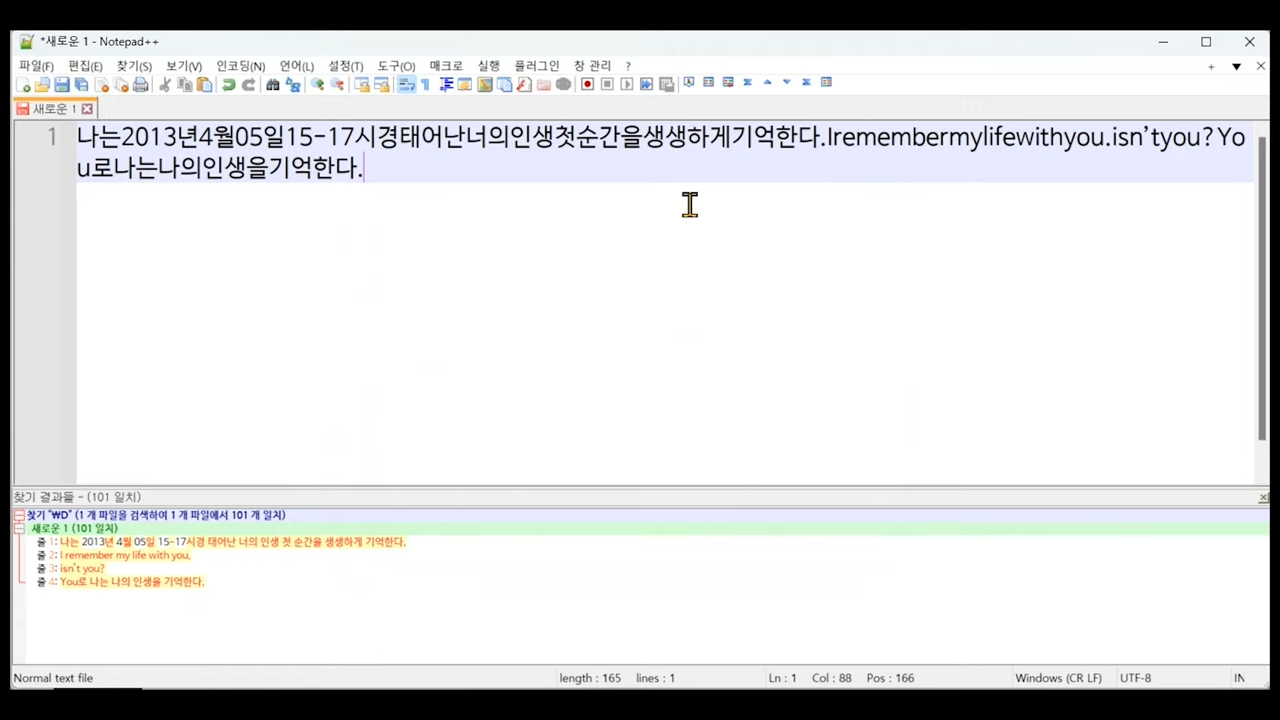 *새로운 1 - Notepad++
파일(F) 편집(E) 찾기(S) 보기(V) 인코딩(N) 언어(L) 설정(T) 도구(O) 매크로 실행 플러그인 창 관리 ?
새로운 1
1 나는2013년4월05일15-17시경태어난너의인생첫순간을생생하게기억한다.Iremembermylifewithyou.isn’tyou? Yo
u로나는나의인생을기억한다.
찾기 결과들 - (101 일치)
찾기 "₩D" (1 개 파일을 검색하여 1 개 파일에서 101 개 일치)
새로운 1 (101 일치)
줄 1: 나는 2013년 4월 05일 15-17시경 태어난 너의 인생 첫 순간을 생생하게 기억한다.
줄 2: I remember my life with you.
줄 3: isn’t you?
줄 4: You로 나는 나의 인생을 기억한다.
Normal text file length : 165 lines : 1 Ln : 1 Col : 88 Pos : 166 Windows (CR LF) UTF-8 IN